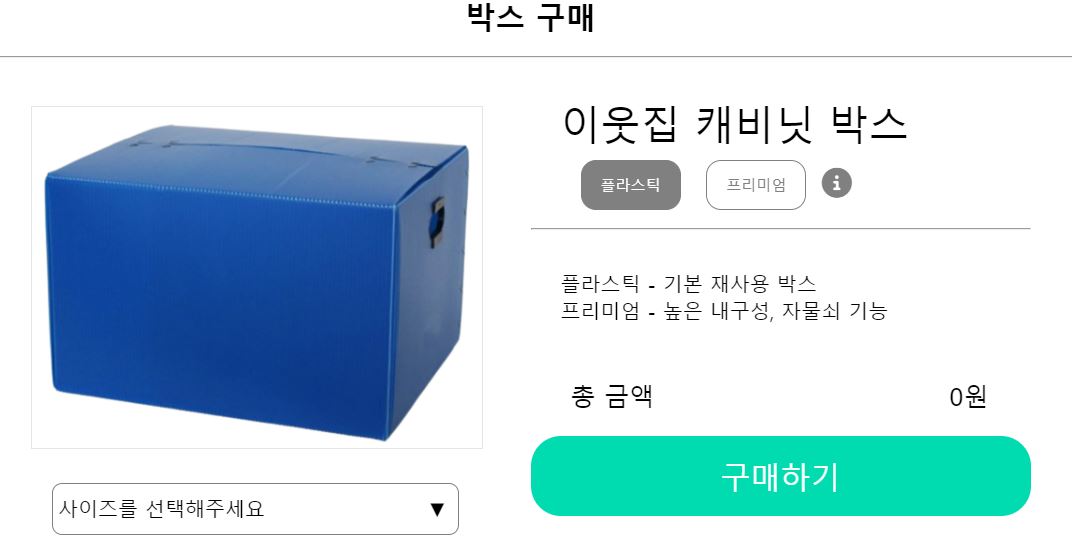 박스 구매
이웃집 캐비닛 박스
플라스틱
프리미엄
플라스틱 - 기본 재사용 박스
프리미엄 - 높은 내구성, 자물쇠 기능
총 금액 0원
구매하기
사이즈를 선택해주세요